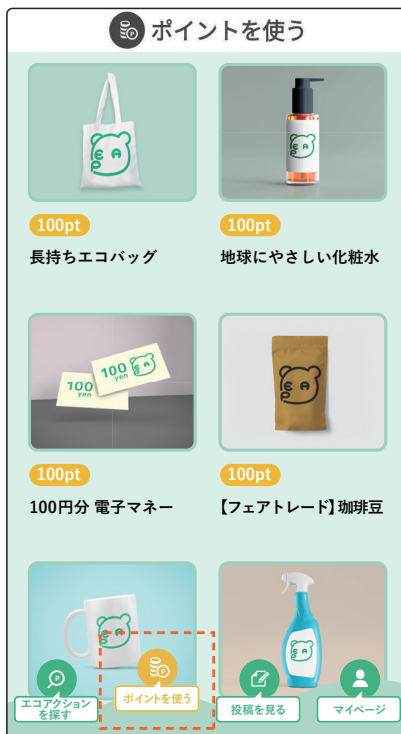 ポイントを使う
100pt
100pt
長持ちエコバッグ
地球にやさしい化粧水
100
yen
100
yen
100pt
100pt
100円分 電子マネー
【フェアトレード】珈琲豆
エコアクション
を探す
ポイントを使う
投稿を見る
マイページ